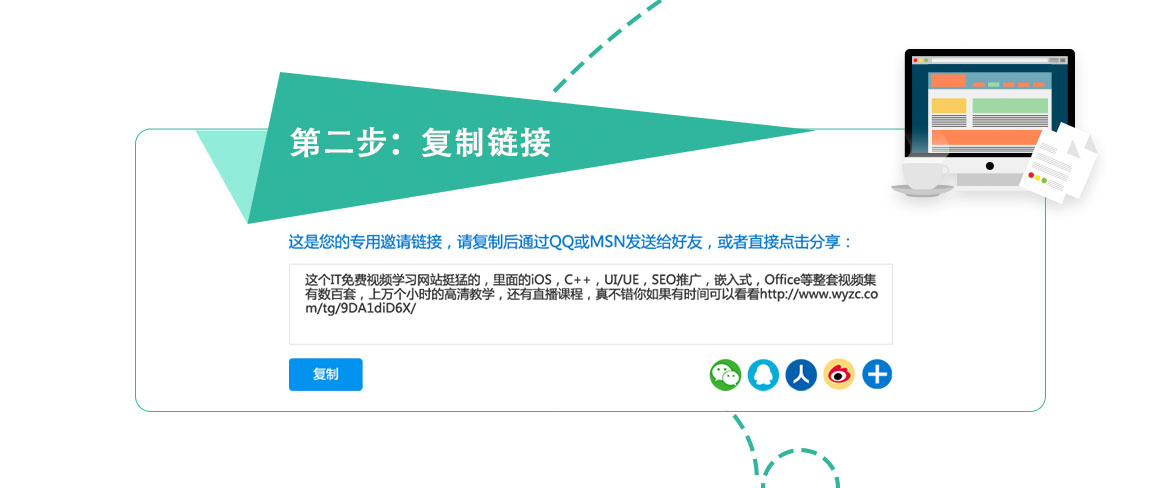 第二步：复制链接
这是您的专用邀请链接，请复制后通过QQ或MSN发送给好友，或者直接点击分享：
这个IT免费视频学习网站挺猛的，里面的iOS，C++，UI/UE，SEO推广，嵌入式，Office等整套视频集
有数百套，上万个小时的高清教学，还有直播课程，真不错你如果有时间可以看看http://www.wyzc.co
m/tg/9DA1diD6X/
复制